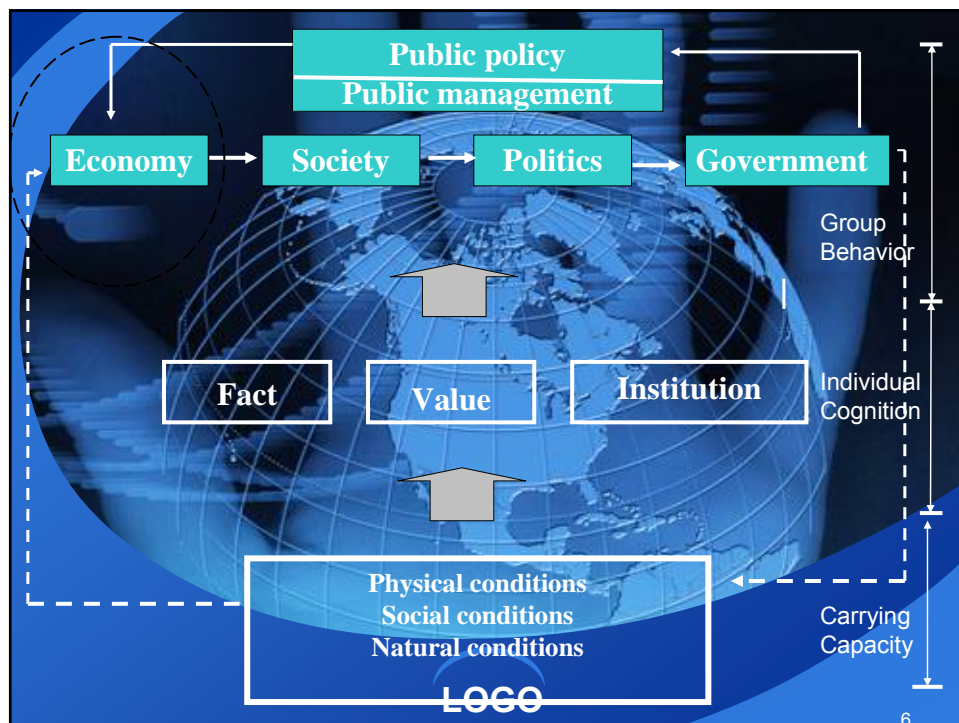 Public policy
Public management
Economy
Society
Politics
Government
Group
Behavior
Fact
Value
Institution
Individual
Cognition
Physical conditions
Social conditions
Natural conditions
Carrying
Capacity
LOGO
6